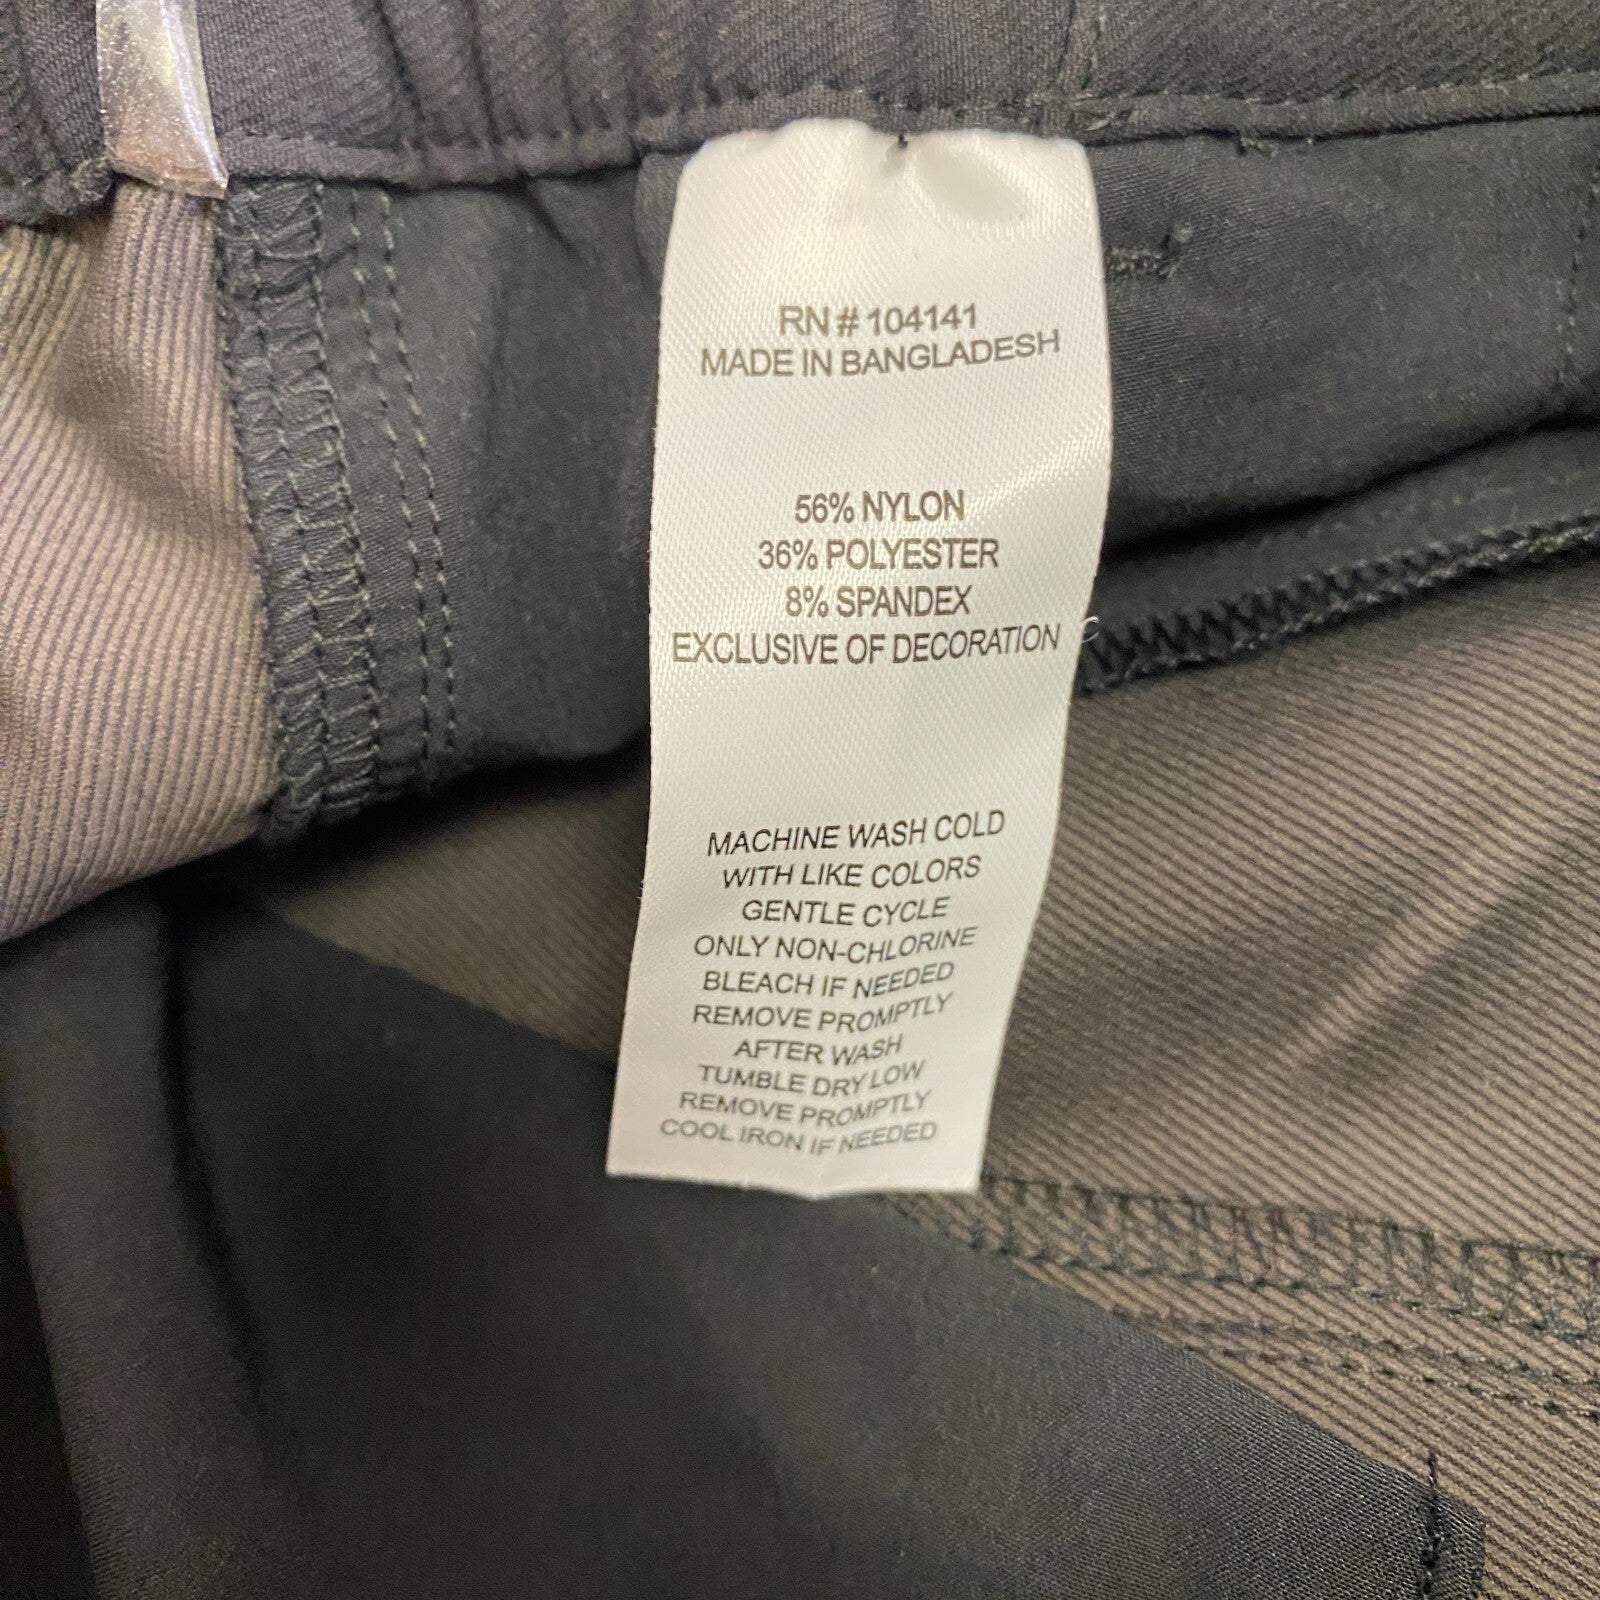 RN # 104141
MADE IN BANGLADESH
56% NYLON
36% POLYESTER
8% SPANDEX
EXCLUSIVE OF DECORATION
MACHINE WASH COLD
WITH LIKE COLORS
GENTLE CYCLE
ONLY NON-CHLORINE
BLEACH IF NEEDED
REMOVE PROMPTLY
AFTER WASH
TUMBLE DRY LOW
REMOVE PROMPTLY
COOL IRON IF NEEDED